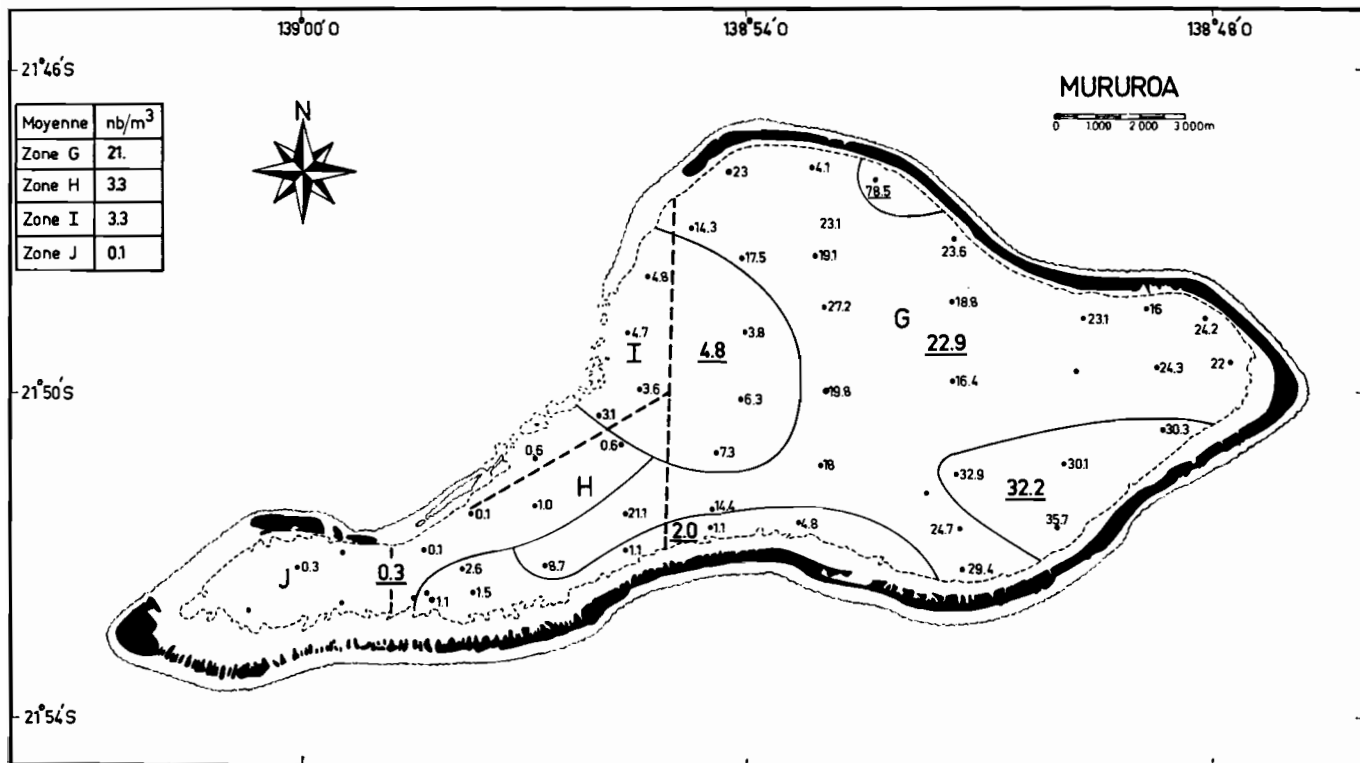 139°00'O 138°54'O 138°48'O
21°46'S
MURUROA
0 1000 2000 3000m
Moyenne nb/m³
Zone G 21.
Zone H 3.3
Zone I 3.3
Zone J 0.1
N
23 4.1
78.5
14.3 23.1
23.6
17.5 19.1
4.8
27.2 18.8
G
23.1 16 24.2
4.7 3.8
I 4.8 22.9
24.3 22
16.4
21°50'S
3.6 6.3 19.8
3.1
30.3
0.6 0.6 7.3
18 32.9 30.1
H 32.2
0.1 1.0
21.1 14.4
2.0 1.1 4.8 24.7 35.7
0.1 1.1
J 0.3 0.3 2.6 8.7
29.4
1.1 1.5
21°54'S